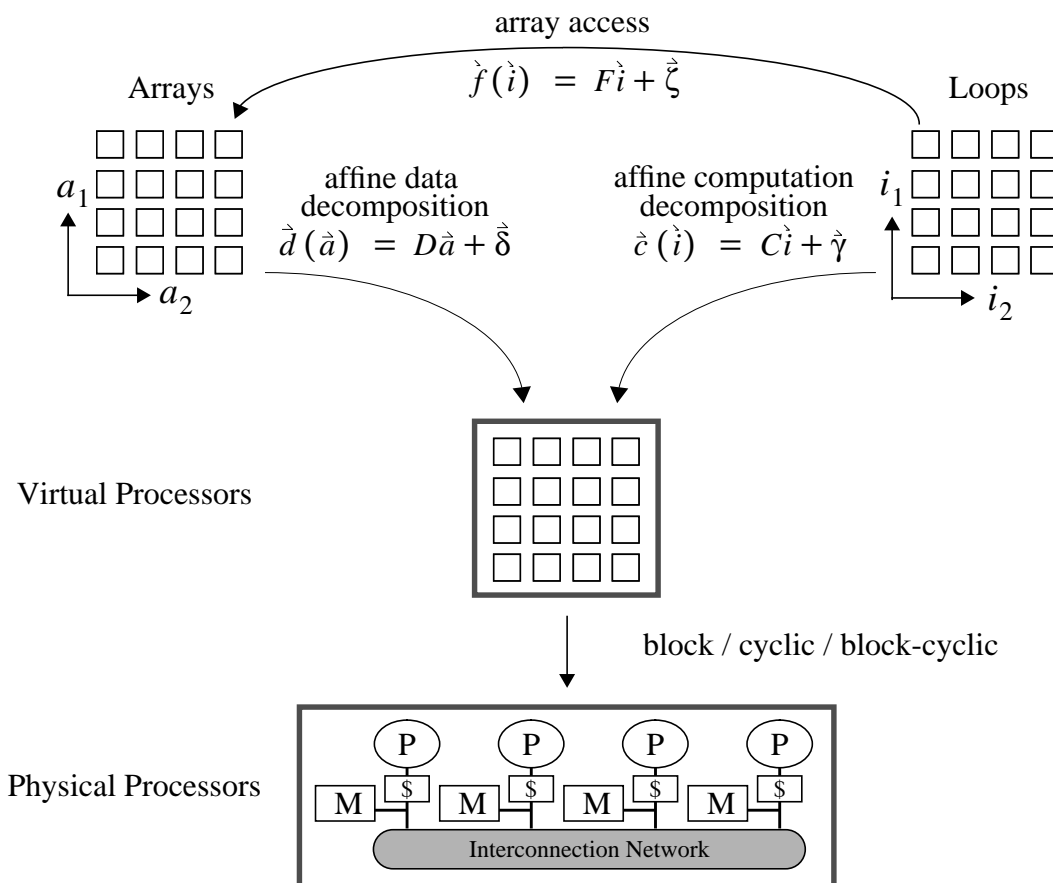 array access
f⃗(i⃗) = Fi⃗ + ζ⃗
Arrays
Loops
a₁
a₂
affine data
decomposition
d⃗(a⃗) = Da⃗ + δ⃗
affine computation
decomposition
c⃗(i⃗) = Ci⃗ + γ⃗
i₁
i₂
Virtual Processors
block / cyclic / block-cyclic
Physical Processors
P P P P
$ $ $ $
M M M M
Interconnection Network